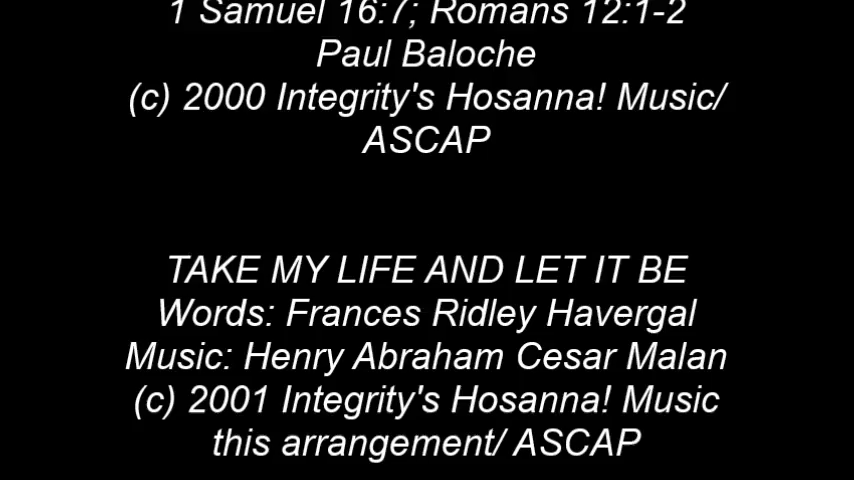 1 Samuel 16:7; Romans 12:1-2
Paul Baloche
(c) 2000 Integrity's Hosanna! Music/
ASCAP
TAKE MY LIFE AND LET IT BE
Words: Frances Ridley Havergal
Music: Henry Abraham Cesar Malan
(c) 2001 Integrity's Hosanna! Music
this arrangement/ ASCAP